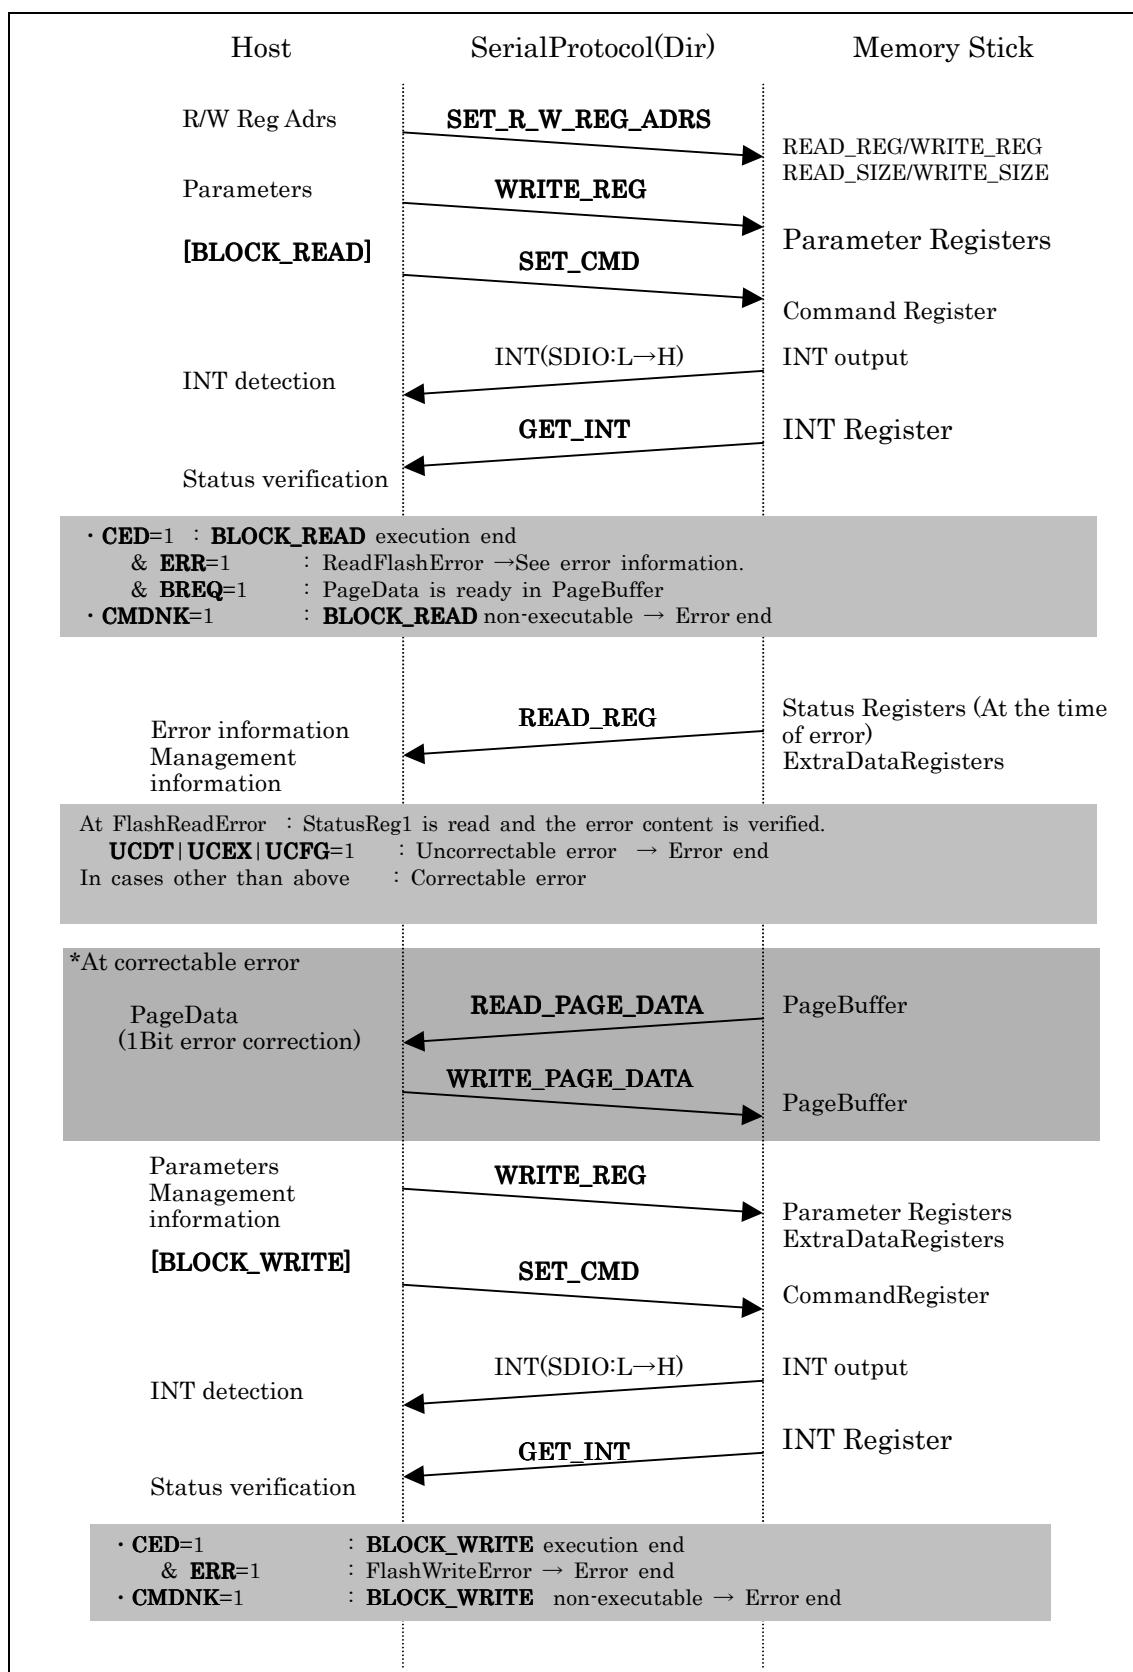 Host SerialProtocol(Dir) Memory Stick
R/W Reg Adrs SET_R_W_REG_ADRS
READ_REG/WRITE_REG
READ_SIZE/WRITE_SIZE
Parameters WRITE_REG
Parameter Registers
[BLOCK_READ] SET_CMD
Command Register
INT(SDIO:L→H) INT output
INT detection
GET_INT INT Register
Status verification
・CED=1 : BLOCK_READ execution end
& ERR=1 : ReadFlashError →See error information.
& BREQ=1 : PageData is ready in PageBuffer
・CMDNK=1 : BLOCK_READ non-executable → Error end
READ_REG Status Registers (At the time
of error)
ExtraDataRegisters
Error information
Management
information
At FlashReadError : StatusReg1 is read and the error content is verified.
UCDT|UCEX|UCFG=1 : Uncorrectable error → Error end
In cases other than above : Correctable error
*At correctable error
READ_PAGE_DATA PageBuffer
PageData
(1Bit error correction)
WRITE_PAGE_DATA
PageBuffer
Parameters
Management
information
WRITE_REG
Parameter Registers
ExtraDataRegisters
[BLOCK_WRITE] SET_CMD
CommandRegister
INT(SDIO:L→H) INT output
INT detection
GET_INT INT Register
Status verification
・CED=1 : BLOCK_WRITE execution end
& ERR=1 : FlashWriteError → Error end
・CMDNK=1 : BLOCK_WRITE non-executable → Error end